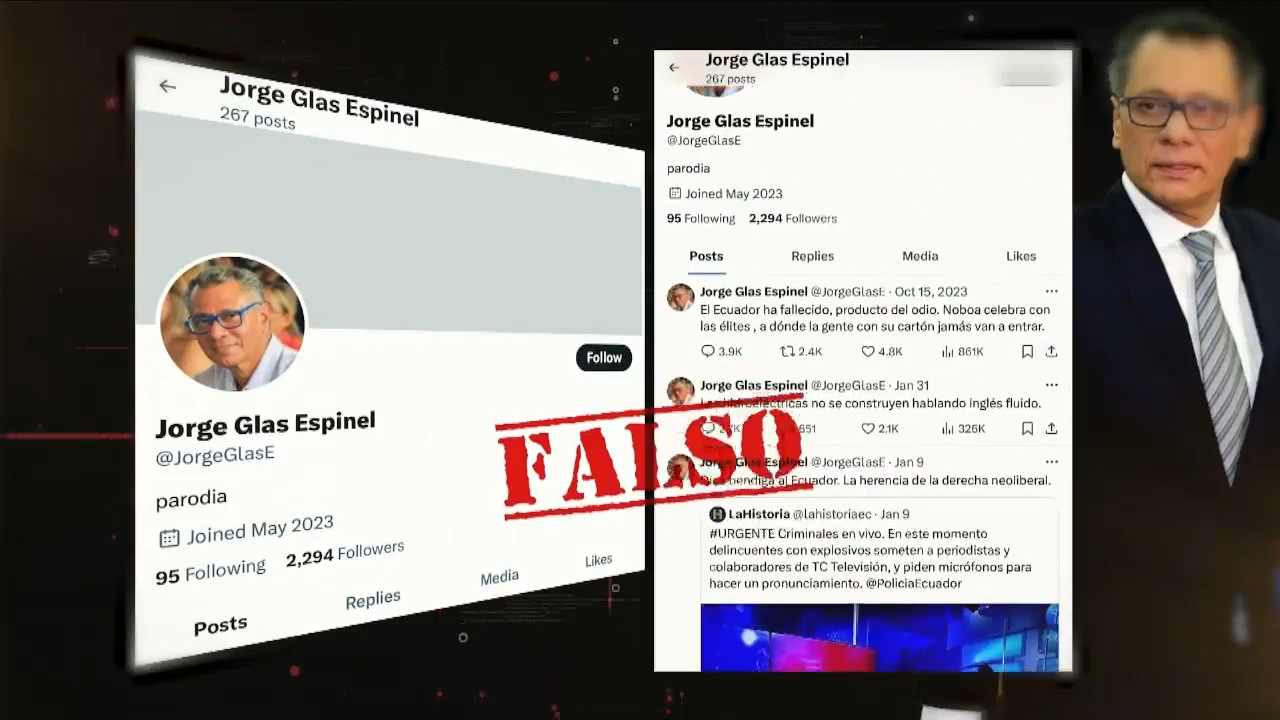 Jorge Glas Espinel
267 posts
Follow
Jorge Glas Espinel
@JorgeGlasE
parodia
Joined May 2023
95 Following 2,294 Followers
Posts Replies Media Likes
Jorge Glas Espinel
267 posts
Jorge Glas Espinel
@JorgeGlasE
parodia
Joined May 2023
95 Following 2,294 Followers
Posts Replies Media Likes
Jorge Glas Espinel @JorgeGlasE · Oct 15, 2023
El Ecuador ha fallecido, producto del odio. Noboa celebra con
las élites , a dónde la gente con su cartón jamás van a entrar.
3.9K 2.4K 4.8K 861K
Jorge Glas Espinel @JorgeGlasE · Jan 31
hidroeléctricas no se construyen hablando inglés fluido.
651 2.1K 326K
Jorge Glas Espinel @JorgeGlasE · Jan 9
bendiga al Ecuador. La herencia de la derecha neoliberal.
LaHistoria @lahistoriaec · Jan 9
#URGENTE Criminales en vivo. En este momento
delincuentes con explosivos someten a periodistas y
colaboradores de TC Televisión, y piden micrófonos para
hacer un pronunciamiento. @PoliciaEcuador
FALSO